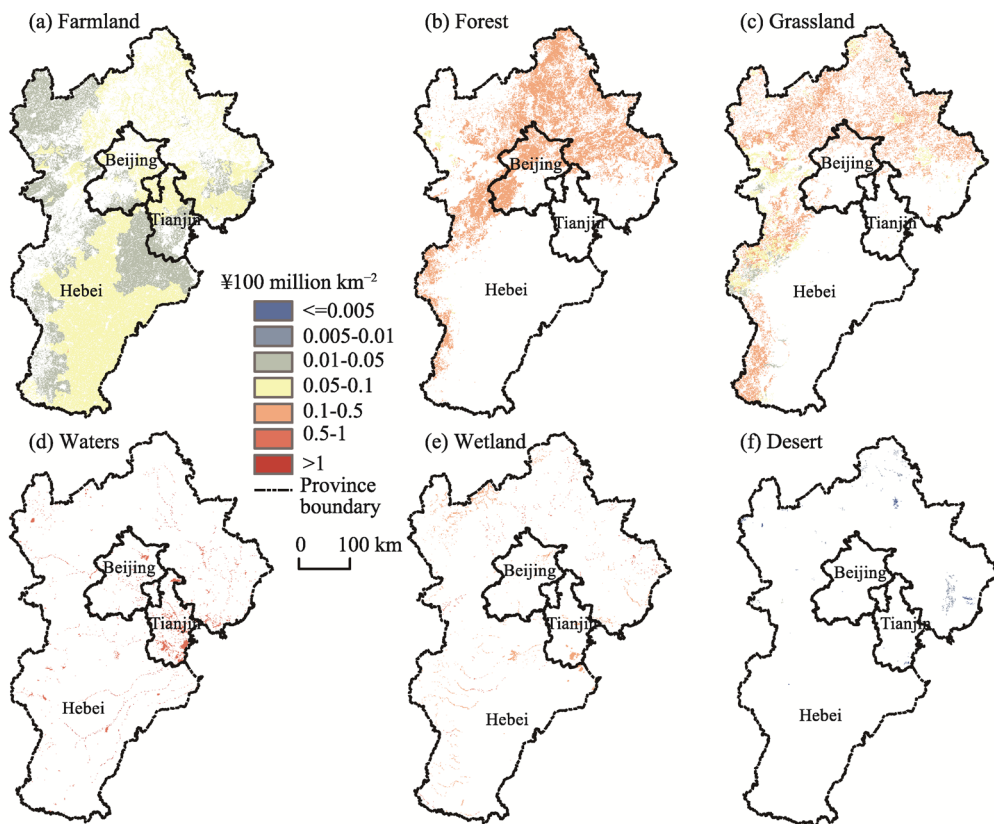 (a) Farmland
(b) Forest
(c) Grassland
Beijing
Tianjin
Hebei
Beijing
Tianjin
Hebei
Beijing
Tianjin
Hebei
¥100 million km⁻²
<=0.005
0.005-0.01
0.01-0.05
0.05-0.1
0.1-0.5
0.5-1
>1
Province
boundary
0 100 km
(d) Waters
(e) Wetland
(f) Desert
Beijing
Tianjin
Hebei
Beijing
Tianjin
Hebei
Beijing
Tianjin
Hebei